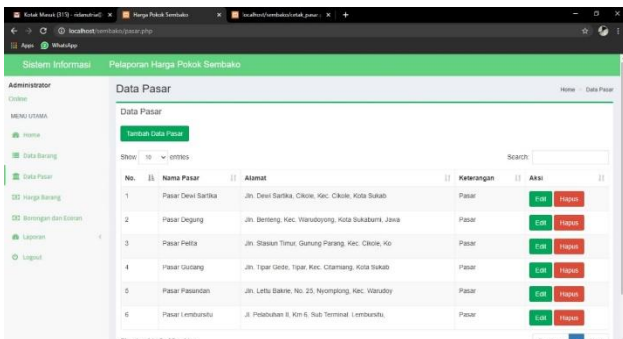 Kotak Masuk (315) - ridanutrial@ Harga Pokok Sembako localhost/sembako/cetak_pasar.
localhost/sembako/pasar.php
Apps WhatsApp
Sistem Informasi Pelaporan Harga Pokok Sembako
Administrator
Online
MENU UTAMA
Home
Data Barang
Data Pasar
Harga Barang
Borongan dan Eceran
Laporan
Logout
Data Pasar
Home Data Pasar
Data Pasar
Tambah Data Pasar
Show 10 entries Search:
No. Nama Pasar Alamat Keterangan Aksi
1 Pasar Dewi Sartika Jln. Dewi Sartika, Cikole, Kec. Cikole, Kota Sukab Pasar Edit Hapus
2 Pasar Degung Jln. Benteng, Kec. Warudoyong, Kota Sukabumi, Jawa Pasar Edit Hapus
3 Pasar Pelita Jln. Stasiun Timur, Gunung Parang, Kec. Cikole, Ko Pasar Edit Hapus
4 Pasar Gudang Jln. Tipar Gede, Tipar, Kec. Citamiang, Kota Sukab Pasar Edit Hapus
5 Pasar Pasundan Jln. Lettu Bakrie, No. 25, Nyomplong, Kec. Warudoy Pasar Edit Hapus
6 Pasar Lembursitu Jl. Pelabuhan II, Km 6. Sub Terminal Lembursitu, Pasar Edit Hapus